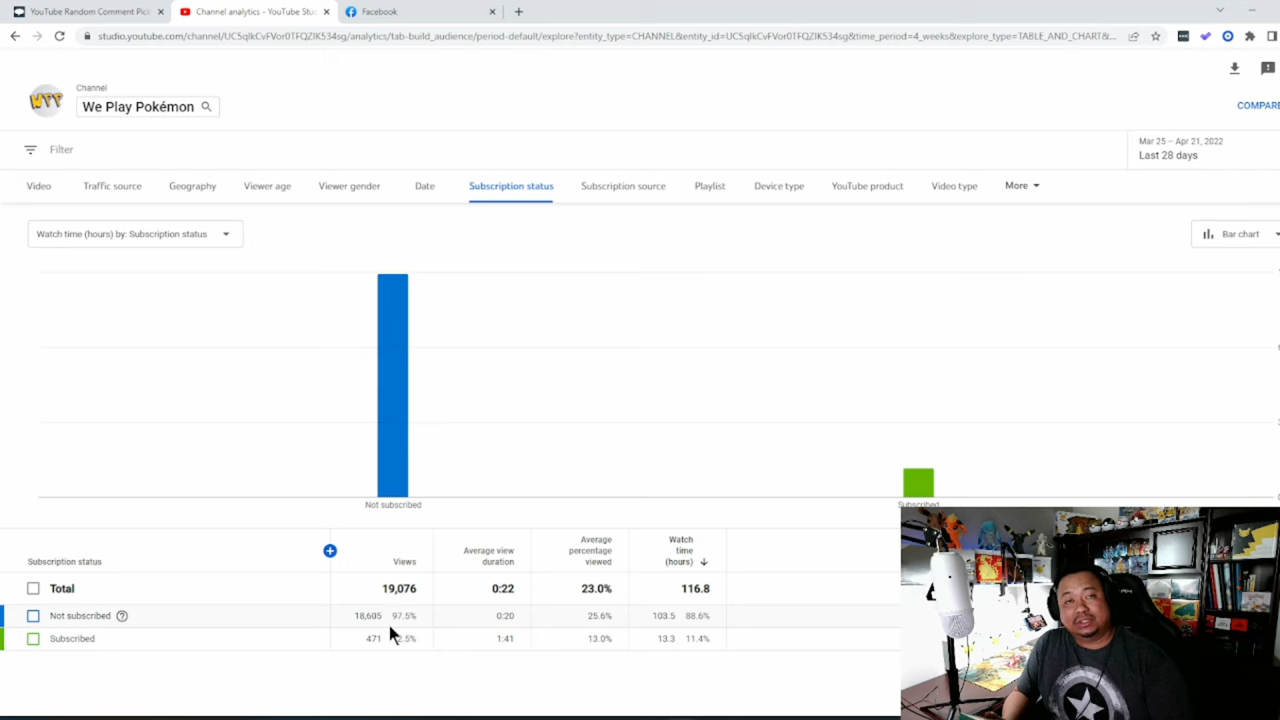 YouTube Random Comment Pick
Channel analytics - YouTube Stu
Facebook
studio.youtube.com/channel/UC5qlkCvFVor0TFQZIK534sg/analytics/tab-build_audience/period-default/explore?entity_type=CHANNEL&entity_id=UC5qlkCvFVor0TFQZIK534sg&time_period=4_weeks&explore_type=TABLE_AND_CHART&...
WPP
Channel
We Play Pokémon
COMPARE
Filter
Mar 25 – Apr 21, 2022
Last 28 days
Video Traffic source Geography Viewer age Viewer gender Date Subscription status Subscription source Playlist Device type YouTube product Video type More
Watch time (hours) by: Subscription status
Bar chart
Not subscribed
Subscribed
Subscription status
Views
Average view
duration
Average
percentage
viewed
Watch
time
(hours)
Total 19,076 0:22 23.0% 116.8
Not subscribed 18,605 97.5% 0:20 25.6% 103.5 88.6%
Subscribed 471 .5% 1:41 13.0% 13.3 11.4%